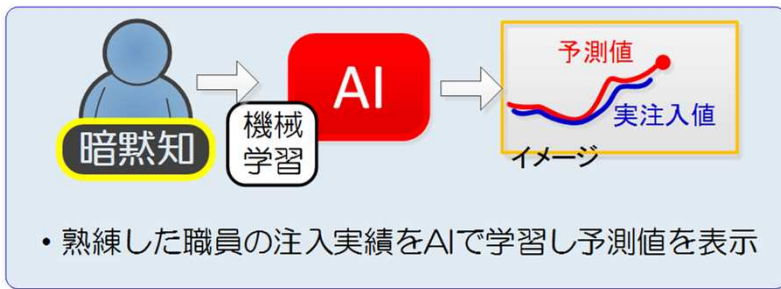 暗黙知
機械
学習
AI
予測値
実注入値
イメージ
・熟練した職員の注入実績をAIで学習し予測値を表示